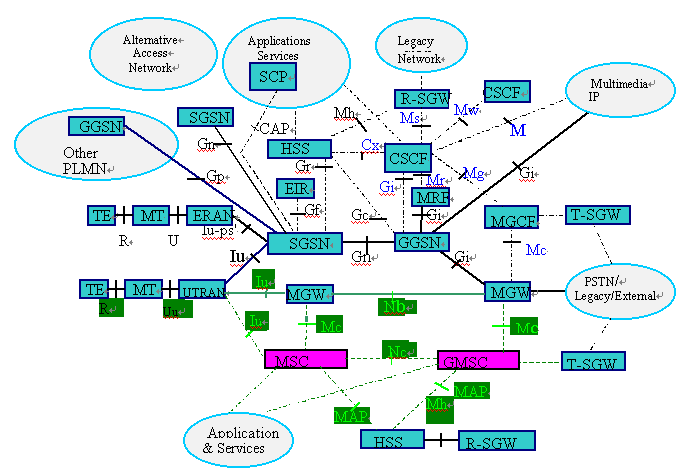 Alternative
Access
Network
Applications
Services
Legacy
Network
Multimedia
IP
SCP
R-SGW
CSCF
SGSN
GGSN
Other
PLMN
CAP
Mh
Ms
Mw
M
Gn
HSS
Cx
CSCF
Gr
Gp
EIR
Gi
Mr
Mg
Gi
MRF
TE
MT
ERAN
Gf
Gc
Gi
MGCF
T-SGW
R
U
Iu-ps
SGSN
GGSN
Mc
Iu
Gn
Gi
TE
MT
UTRAN
Iu
MGW
MGW
PSTN/
Legacy/External
R
Uu
Nb
Iu
Mc
Mc
MSC
Nc
GMSC
T-SGW
MAP
MAP
Mh
Application
& Services
HSS
R-SGW